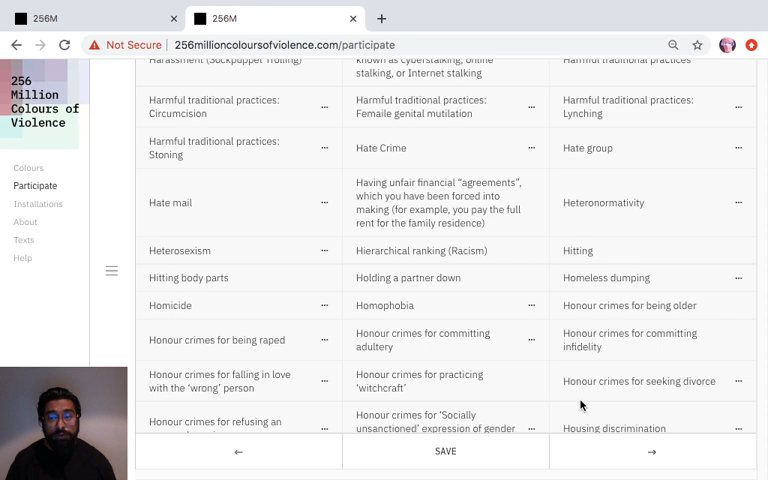 256M
256M
Not Secure
256millioncoloursofviolence.com/participate
256
Million
Colours of
Violence
Colours
Participate
Installations
About
Texts
Help
Harassment (Sockpuppet Trolling)
known as cyberstalking, online
stalking, or Internet stalking
Harmful traditional practices
Harmful traditional practices:
Circumcision
...
Harmful traditional practices:
Femaile genital mutilation
...
Harmful traditional practices:
Lynching
...
Harmful traditional practices:
Stoning
Hate Crime
...
Hate group
...
Hate mail
...
Having unfair financial “agreements”,
which you have been forced into
making (for example, you pay the full
rent for the family residence)
Heteronormativity
...
Heterosexism
Hierarchical ranking (Racism)
Hitting
Hitting body parts
Holding a partner down
Homeless dumping
...
Homicide
...
Homophobia
...
Honour crimes for being older
Honour crimes for being raped
...
Honour crimes for committing
adultery
...
Honour crimes for committing
infidelity
Honour crimes for falling in love
with the ‘wrong’ person
...
Honour crimes for practicing
‘witchcraft’
Honour crimes for seeking divorce
...
Honour crimes for refusing an
Honour crimes for ‘Socially
unsanctioned’ expression of gender
...
Housing discrimination
...
←
SAVE
→